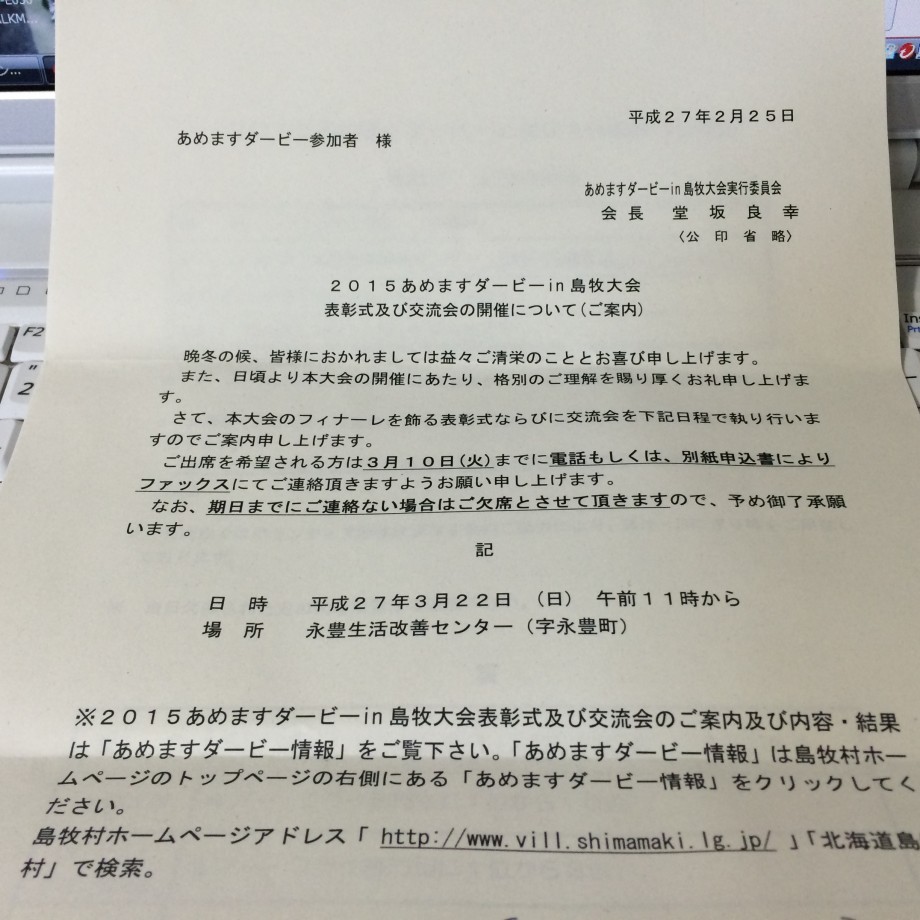 平成27年2月25日
あめますダービー参加者　様
あめますダービーin島牧大会実行委員会
会長　堂坂良幸
〈公印省略〉
2015あめますダービーin島牧大会
表彰式及び交流会の開催について(ご案内)
晩冬の候、皆様におかれましては益々ご清栄のこととお喜び申し上げます。
また、日頃より本大会の開催にあたり、格別のご理解を賜り厚くお礼申し上げま
す。
さて、本大会のフィナーレを飾る表彰式ならびに交流会を下記日程で執り行いま
すのでご案内申し上げます。
ご出席を希望される方は3月10日(火)までに電話もしくは、別紙申込書により
ファックスにてご連絡頂きますようお願い申し上げます。
なお、期日までにご連絡ない場合はご欠席とさせて頂きますので、予め御了承願
います。
記
日　時　平成27年3月22日　(日)　午前11時から
場　所　永豊生活改善センター（字永豊町）
※2015あめますダービーin島牧大会表彰式及び交流会のご案内及び内容・結果
は「あめますダービー情報」をご覧下さい。「あめますダービー情報」は島牧村ホー
ムページのトップページの右側にある「あめますダービー情報」をクリックしてく
ださい。
島牧村ホームページアドレス「 http://www.vill.shimamaki.lg.jp/ 」「北海道島
村」で検索。
F2
"
2
Ins